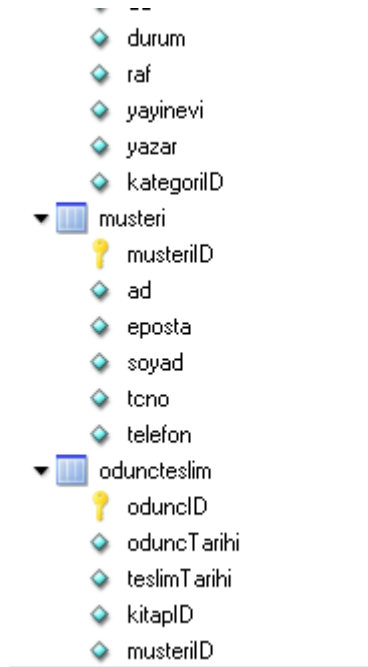 durum
raf
yayinevi
yazar
kategoriID
musteri
musteriID
ad
eposta
soyad
tcno
telefon
oduncteslim
oduncID
oduncTarihi
teslimTarihi
kitapID
musteriID